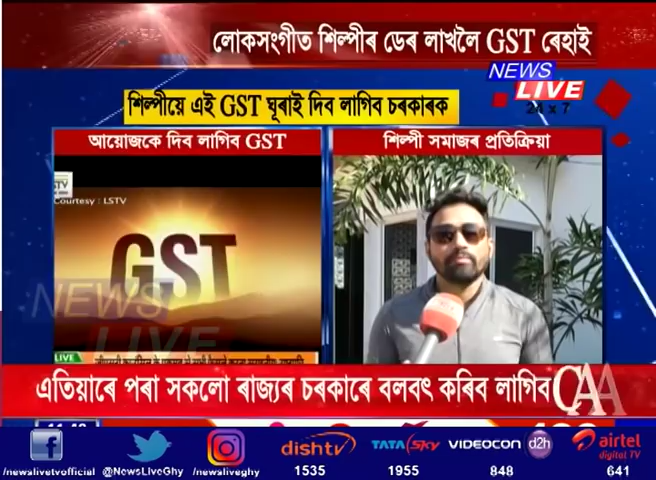 লোকসংগীত শিল্পীৰ ডেৰ লাখলৈ GST ৰেহাই
NEWS
LIVE
24 x 7
শিল্পীয়ে এই GST ঘূৰাই দিব লাগিব চৰকাৰক
আয়োজকে দিব লাগিব GST
শিল্পী সমাজৰ প্ৰতিক্ৰিয়া
Courtesy : LSTV
GST
NEWS
LIVE
LIVE
এতিয়াৰে পৰা সকলো ৰাজ্যৰ চৰকাৰে বলবৎ কৰিব লাগিব CAA
/newslivetvofficial
@NewsLiveGhy
/newsliveghy
dishtv
1535
TATA Sky
1955
VIDEOCON d2h
848
airtel
digital TV
641